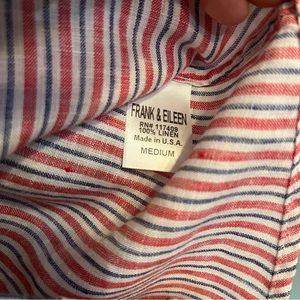 FRANK & EILEEN
RN# 117409
100% LINEN
Made in U.S.A.
MEDIUM